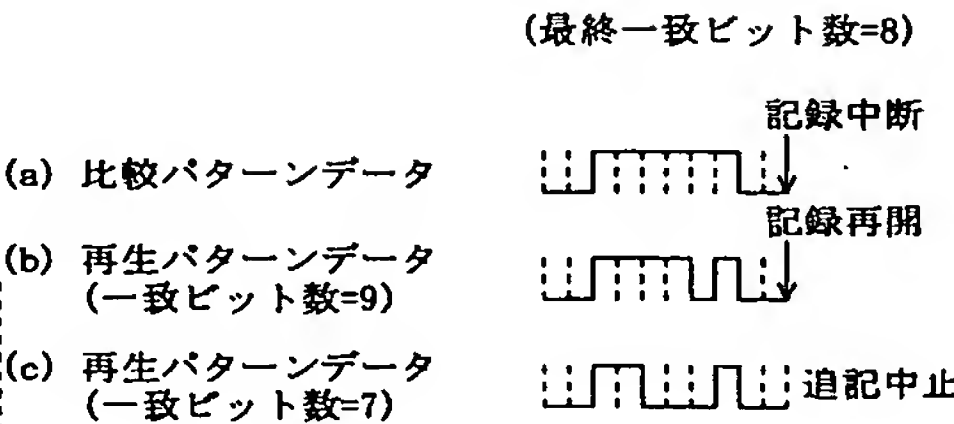 (最終一致ビット数=8)
記録中断
(a) 比較パターンデータ
記録再開
(b) 再生パターンデータ
(一致ビット数=9)
(c) 再生パターンデータ
(一致ビット数=7)
追記中止